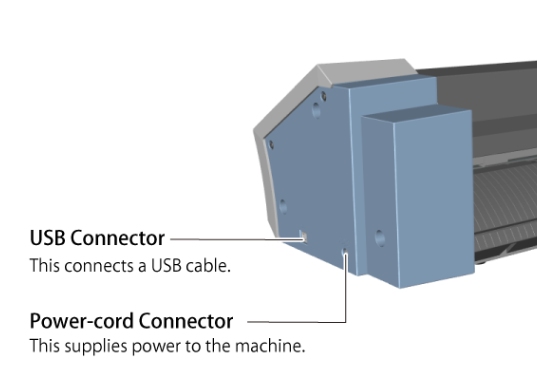 USB Connector
This connects a USB cable.
Power-cord Connector
This supplies power to the machine.